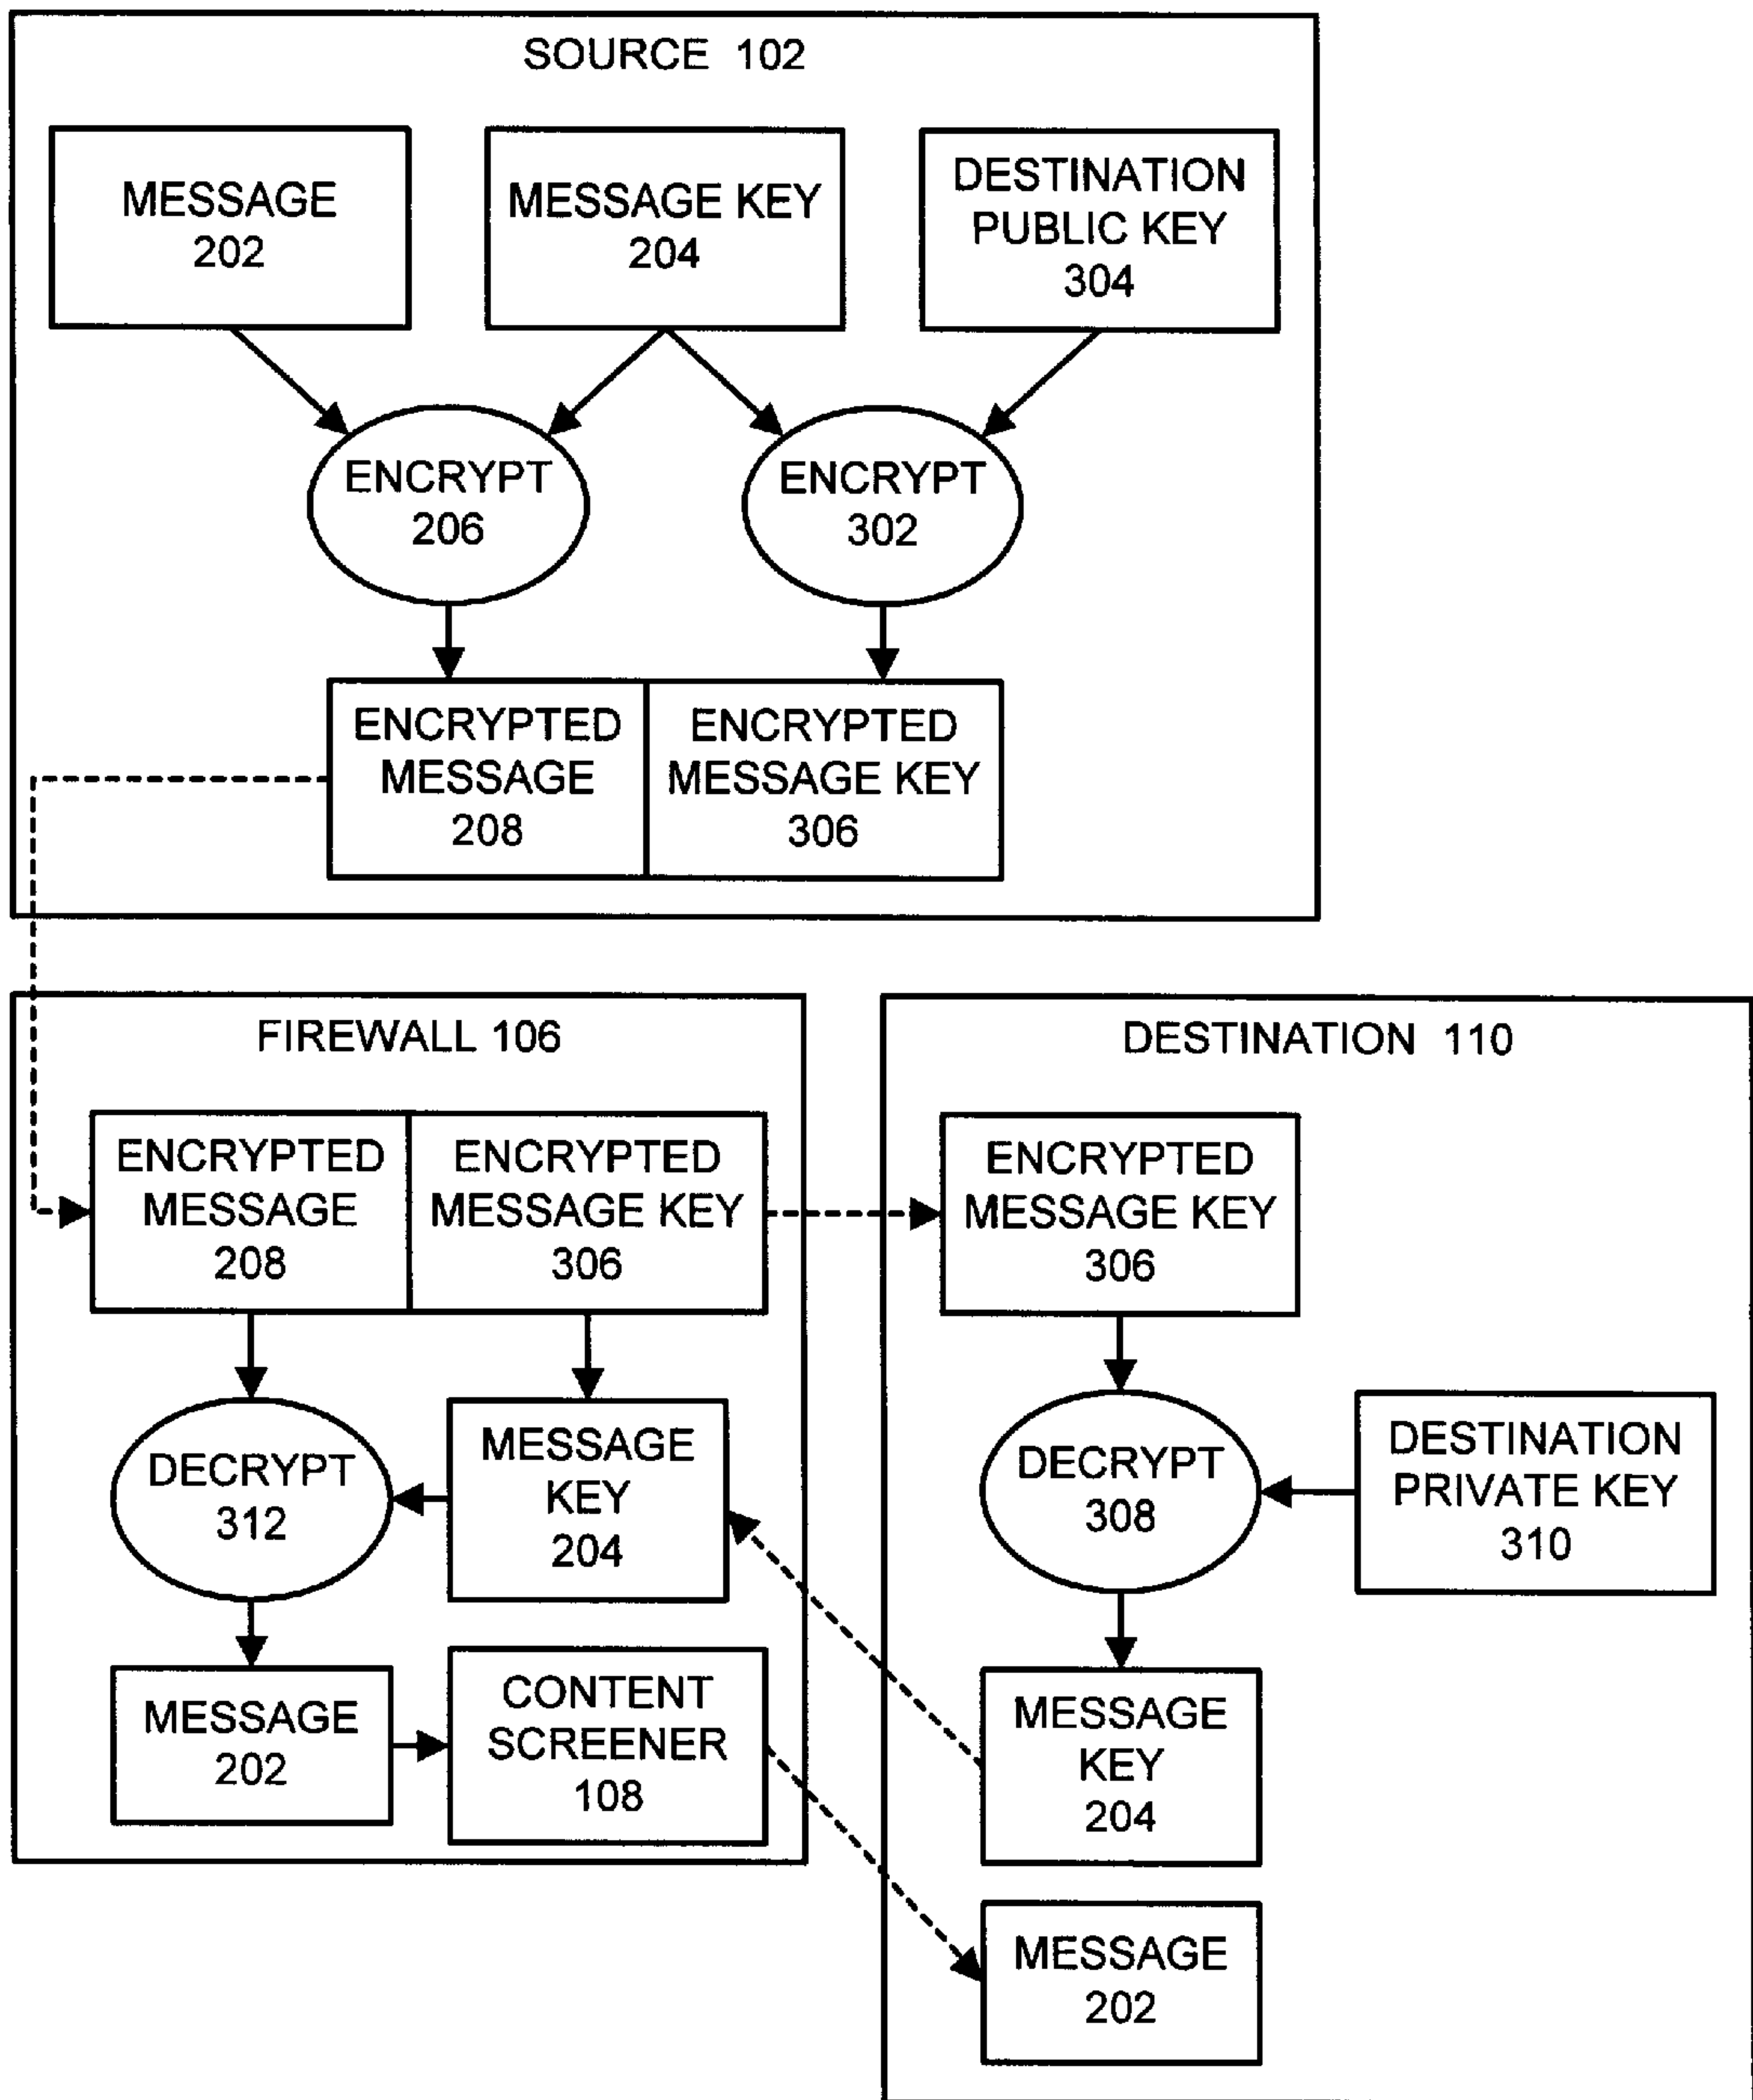 SOURCE 102
MESSAGE
202
MESSAGE KEY
204
DESTINATION
PUBLIC KEY
304
ENCRYPT
206
ENCRYPT
302
ENCRYPTED
MESSAGE
208
ENCRYPTED
MESSAGE KEY
306
FIREWALL 106
ENCRYPTED
MESSAGE
208
ENCRYPTED
MESSAGE KEY
306
DECRYPT
312
MESSAGE
KEY
204
MESSAGE
202
CONTENT
SCREENER
108
DESTINATION 110
ENCRYPTED
MESSAGE KEY
306
DECRYPT
308
DESTINATION
PRIVATE KEY
310
MESSAGE
KEY
204
MESSAGE
202